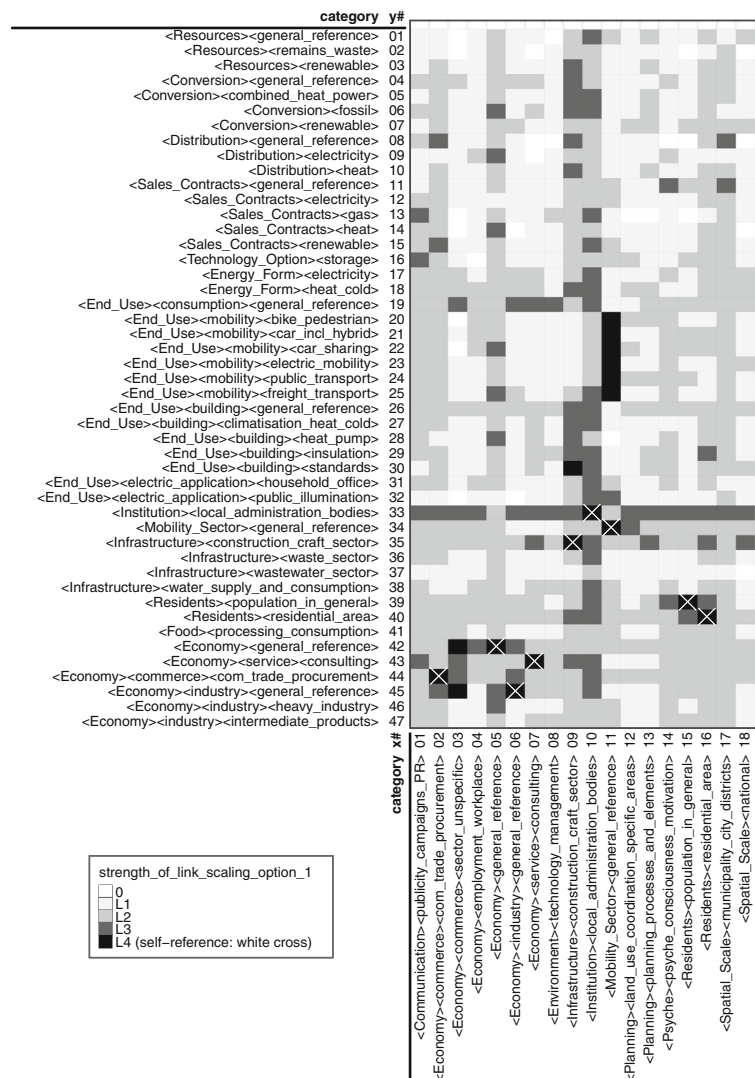 category y#
<Resources><general_reference> 01
<Resources><remains_waste> 02
<Resources><renewable> 03
<Conversion><general_reference> 04
<Conversion><combined_heat_power> 05
<Conversion><fossil> 06
<Conversion><renewable> 07
<Distribution><general_reference> 08
<Distribution><electricity> 09
<Distribution><heat> 10
<Sales_Contracts><general_reference> 11
<Sales_Contracts><electricity> 12
<Sales_Contracts><gas> 13
<Sales_Contracts><heat> 14
<Sales_Contracts><renewable> 15
<Technology_Option><storage> 16
<Energy_Form><electricity> 17
<Energy_Form><heat_cold> 18
<End_Use><consumption><general_reference> 19
<End_Use><mobility><bike_pedestrian> 20
<End_Use><mobility><car_incl_hybrid> 21
<End_Use><mobility><car_sharing> 22
<End_Use><mobility><electric_mobility> 23
<End_Use><mobility><public_transport> 24
<End_Use><mobility><freight_transport> 25
<End_Use><building><general_reference> 26
<End_Use><building><climatisation_heat_cold> 27
<End_Use><building><heat_pump> 28
<End_Use><building><insulation> 29
<End_Use><building><standards> 30
<End_Use><electric_application><household_office> 31
<End_Use><electric_application><public_illumination> 32
<Institution><local_administration_bodies> 33
<Mobility_Sector><general_reference> 34
<Infrastructure><construction_craft_sector> 35
<Infrastructure><waste_sector> 36
<Infrastructure><wastewater_sector> 37
<Infrastructure><water_supply_and_consumption> 38
<Residents><population_in_general> 39
<Residents><residential_area> 40
<Food><processing_consumption> 41
<Economy><general_reference> 42
<Economy><service><consulting> 43
<Economy><commerce><com_trade_procurement> 44
<Economy><industry><general_reference> 45
<Economy><industry><heavy_industry> 46
<Economy><industry><intermediate_products> 47
category x#
<Communication><publicity_campaigns_PR> 01
<Economy><commerce><com_trade_procurement> 02
<Economy><commerce><sector_unspecific> 03
<Economy><employment_workplace> 04
<Economy><general_reference> 05
<Economy><industry><general_reference> 06
<Economy><service><consulting> 07
<Environment><technology_management> 08
<Infrastructure><construction_craft_sector> 09
<Institution><local_administration_bodies> 10
<Mobility_Sector><general_reference> 11
<Planning><land_use_coordination_specific_areas> 12
<Planning><planning_processes_and_elements> 13
<Psyche><psyche_consciousness_motivation> 14
<Residents><population_in_general> 15
<Residents><residential_area> 16
<Spatial_Scale><municipality_city_districts> 17
<Spatial_Scale><national> 18
strength_of_link_scaling_option_1
0
L1
L2
L3
L4 (self-reference: white cross)